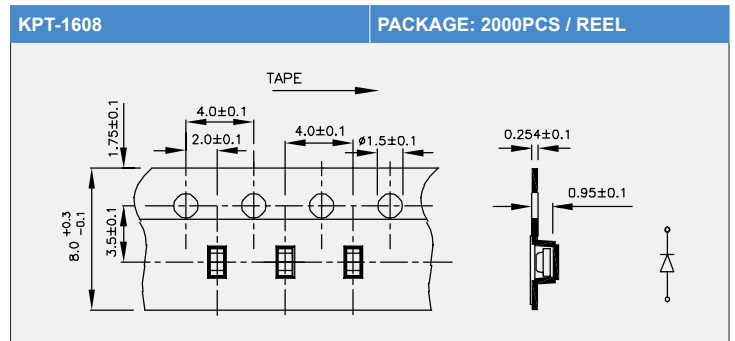 KPT-1608
PACKAGE: 2000PCS / REEL
TAPE
4.0±0.1
2.0±0.1
4.0±0.1
ø1.5±0.1
1.75±0.1
8.0 +0.3 -0.1
3.5±0.1
0.254±0.1
0.95±0.1